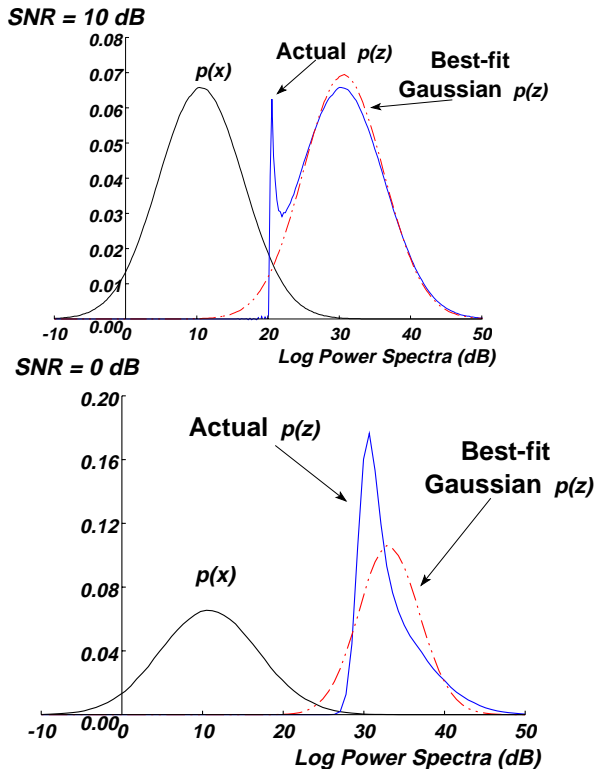 SNR = 10 dB
0.08
0.07
0.06
0.05
0.04
0.03
0.02
0.01
0.00
p(x)
Actual p(z)
Best-fit
Gaussian p(z)
-10 0 10 20 30 40 50
Log Power Spectra (dB)
SNR = 0 dB
0.20
0.16
0.12
0.08
0.04
0.00
Actual p(z)
Best-fit
Gaussian p(z)
p(x)
-10 0 10 20 30 40 50
Log Power Spectra (dB)